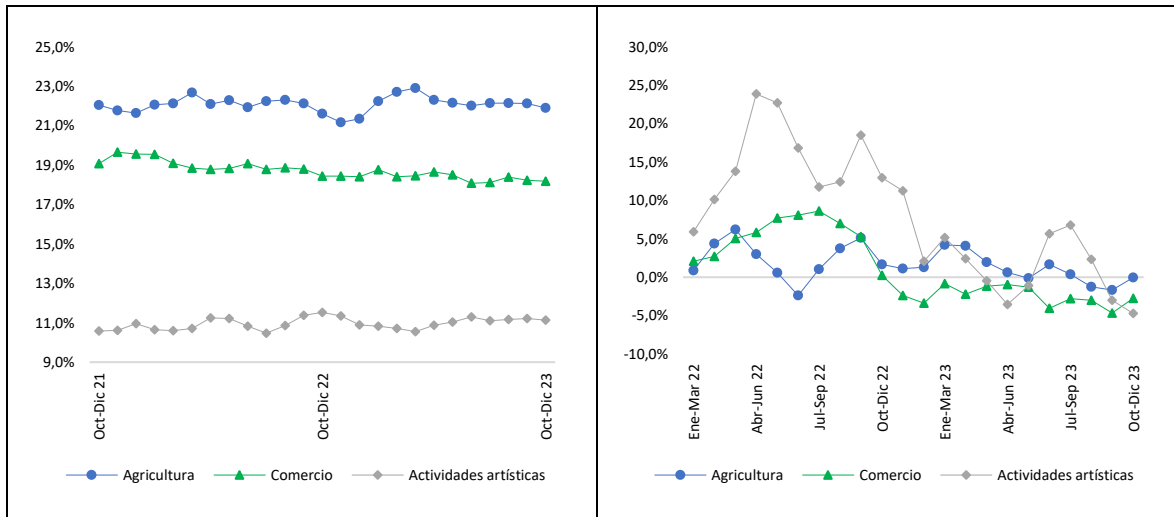 25,0%
23,0%
21,0%
19,0%
17,0%
15,0%
13,0%
11,0%
9,0%
Oct-Dic 21
Oct-Dic 22
Oct-Dic 23
Agricultura Comercio Actividades artísticas
30,0%
25,0%
20,0%
15,0%
10,0%
5,0%
0,0%
-5,0%
-10,0%
Ene-Mar 22
Abr-Jun 22
Jul-Sep 22
Oct-Dic 22
Ene-Mar 23
Abr-Jun 23
Jul-Sep 23
Oct-Dic 23
Agricultura Comercio Actividades artísticas